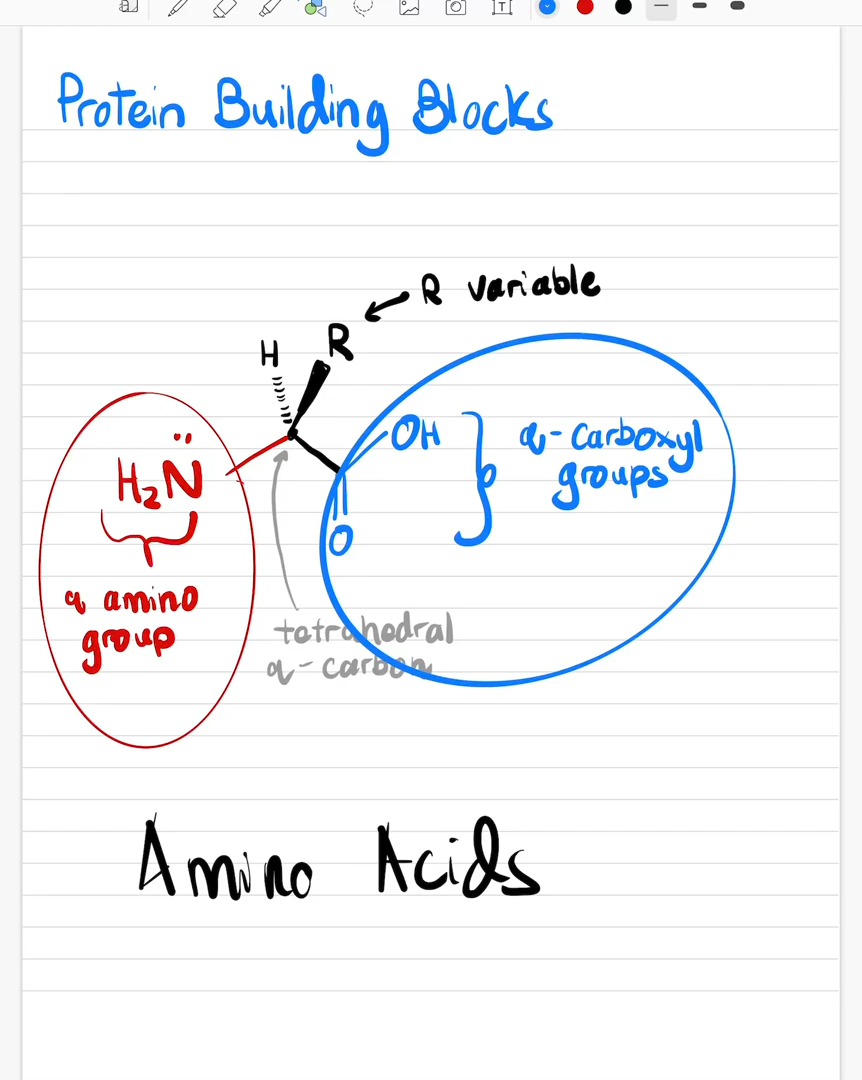 Protein Building Blocks
R variable
H R
OH
α-carboxyl
groups
H₂N̈
O
α amino
group
tetrahedral
α-carbon
Amino Acids